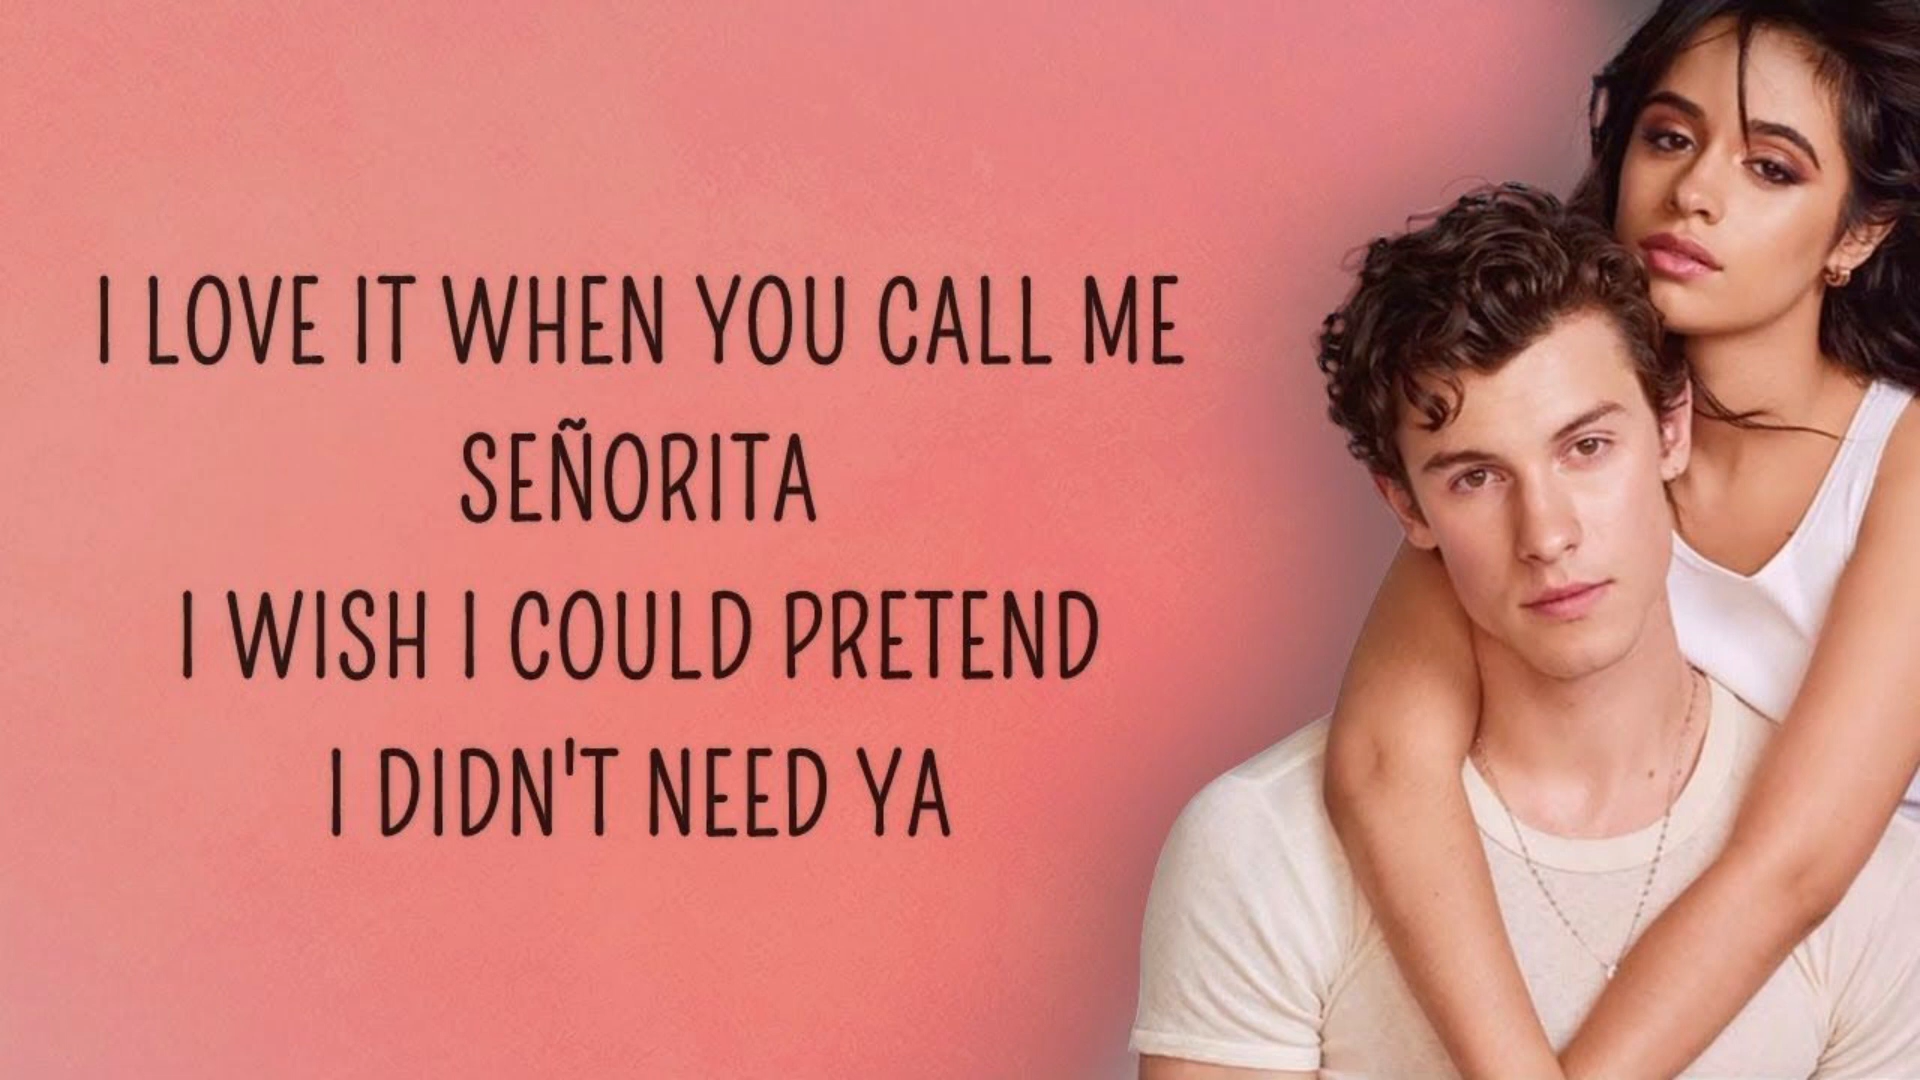 I LOVE IT WHEN YOU CALL ME
SEÑORITA
I WISH I COULD PRETEND
I DIDN'T NEED YA